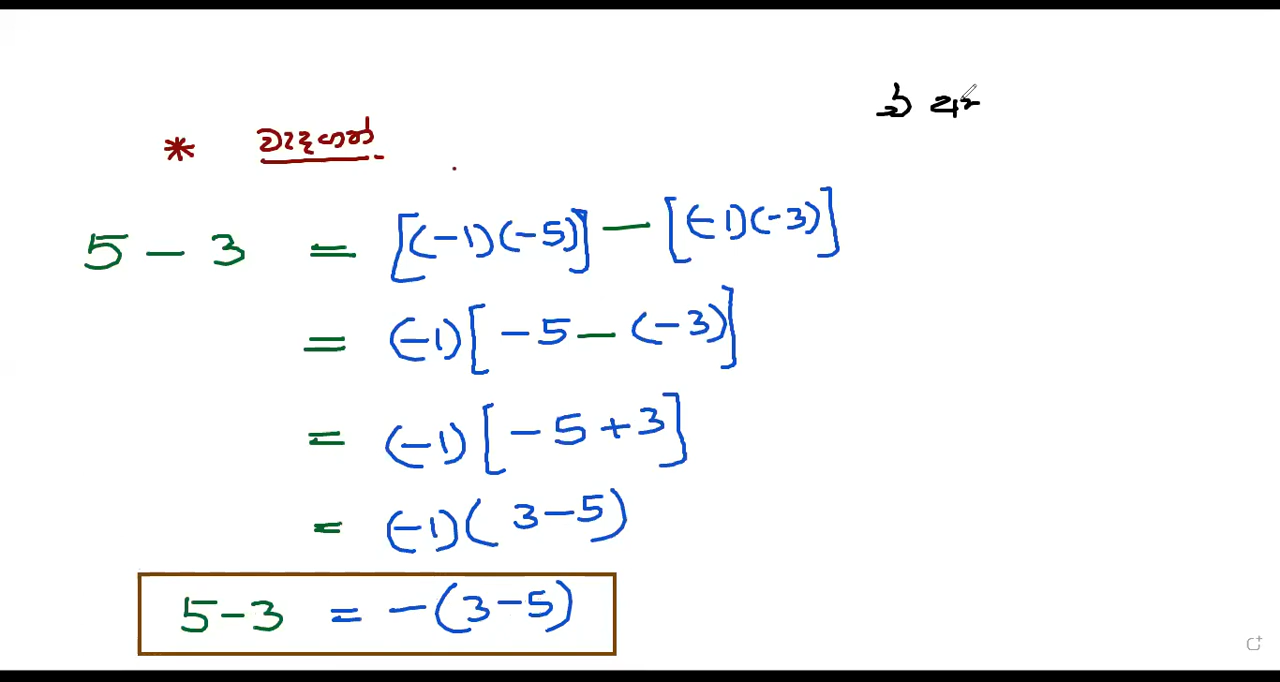 *
5 - 3 = [(-1)(-5)] - [(-1)(-3)]
= (-1)[-5 - (-3)]
= (-1)[-5 + 3]
= (-1)(3 - 5)
5 - 3 = -(3 - 5)